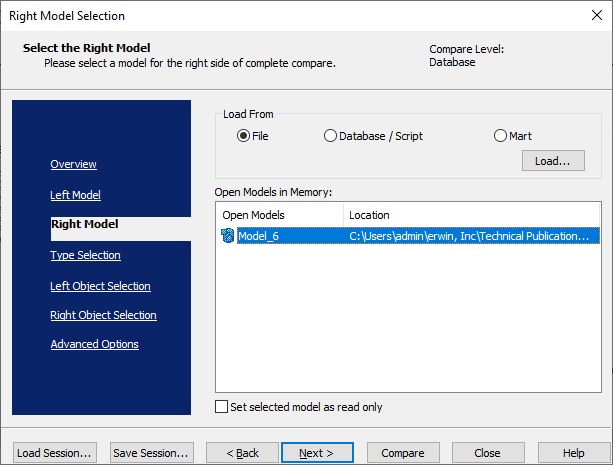 Right Model Selection
Select the Right Model
Please select a model for the right side of complete compare.
Compare Level:
Database
Overview
Left Model
Right Model
Type Selection
Left Object Selection
Right Object Selection
Advanced Options
Load From
File
Database / Script
Mart
Load...
Open Models in Memory:
Open Models Location
Model_6 C:\Users\admin\erwin, Inc\Technical Publication...
Set selected model as read only
Load Session... Save Session... < Back Next > Compare Close Help